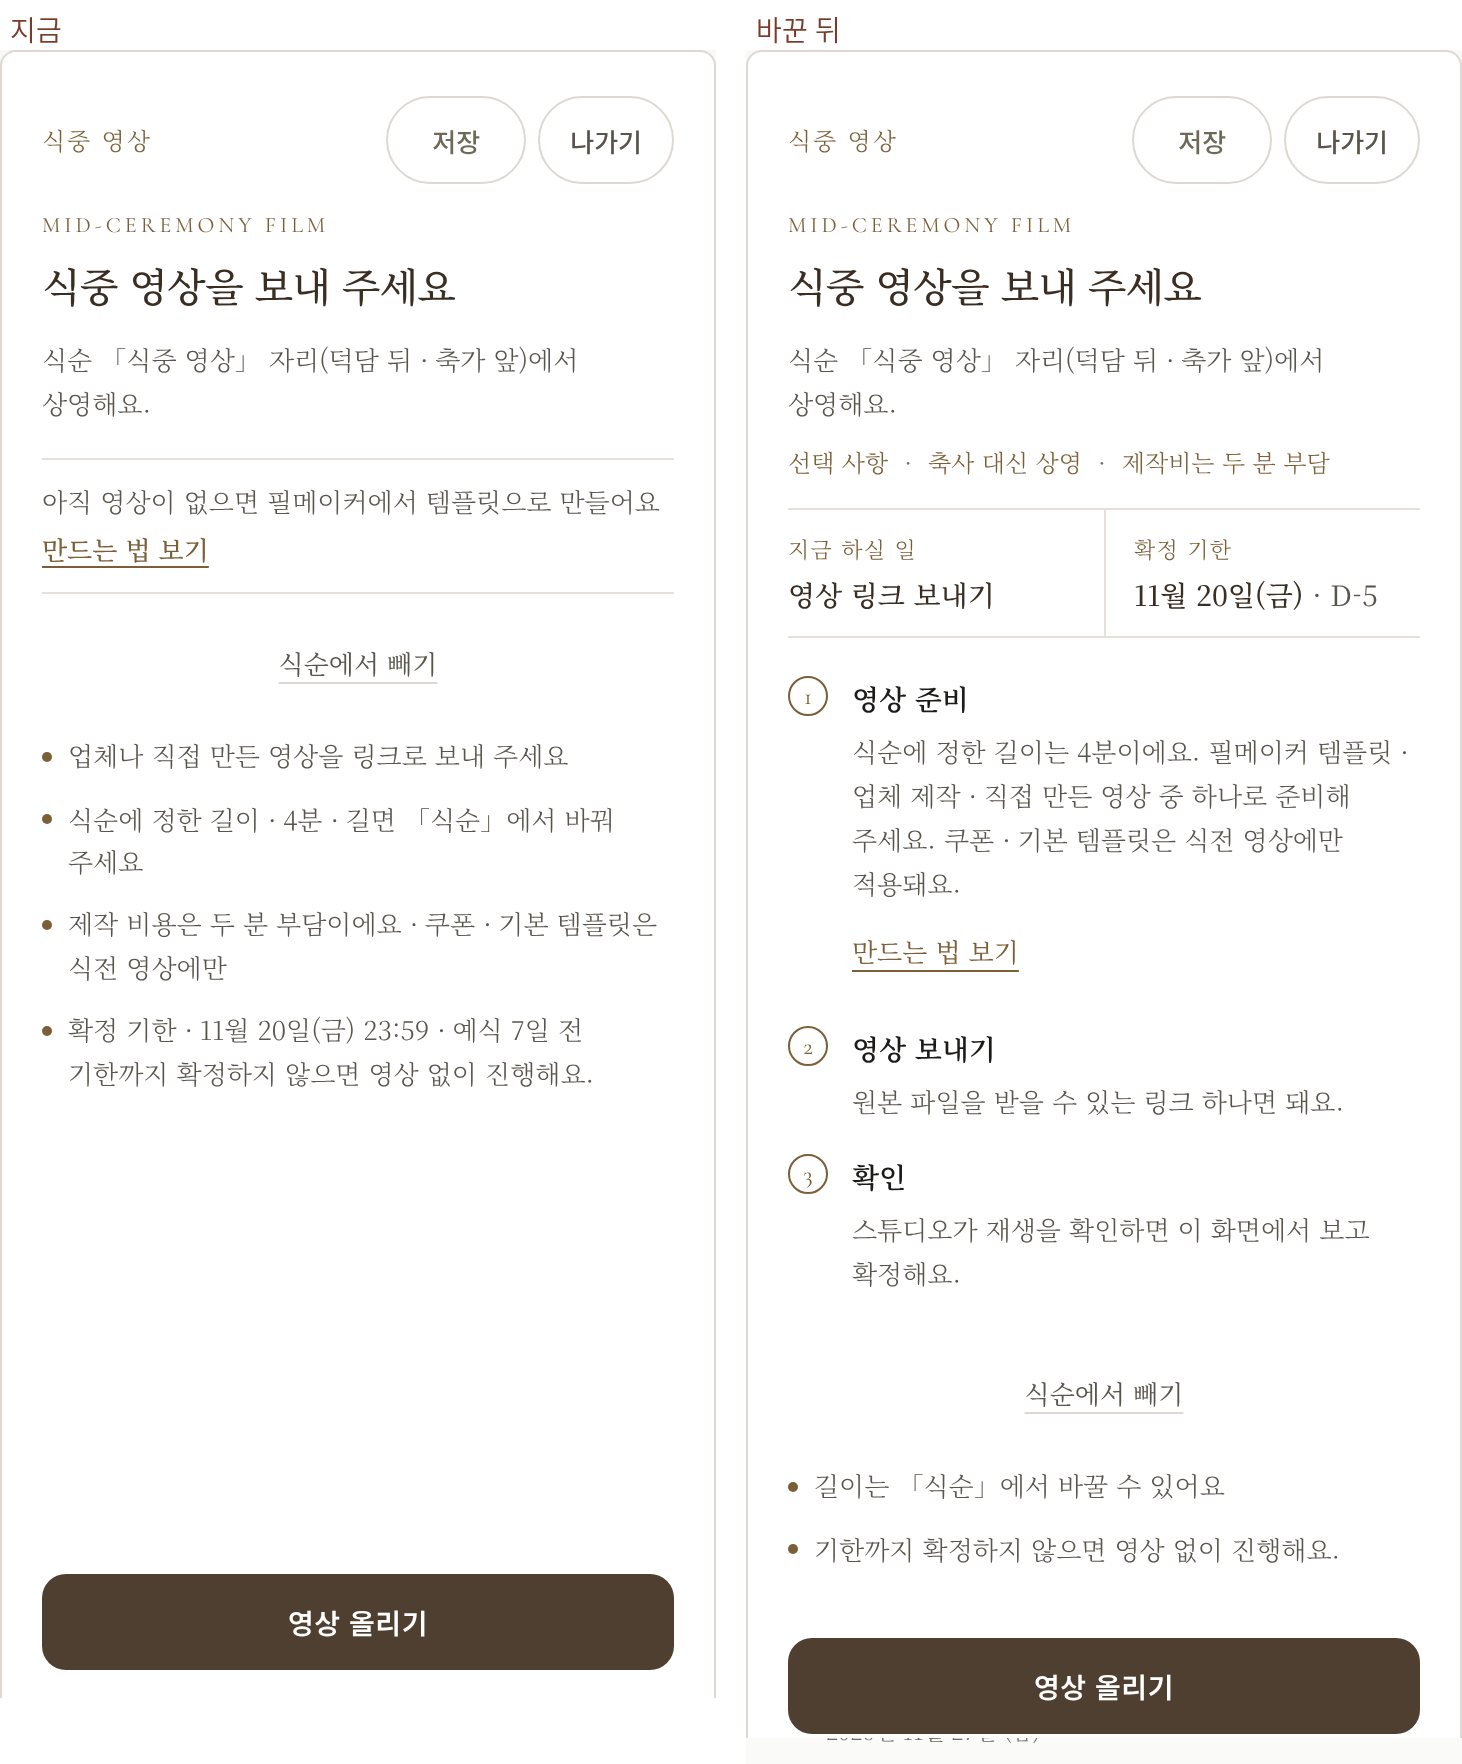 지금
식중 영상
저장
나가기
MID-CEREMONY FILM
식중 영상을 보내 주세요
식순 「식중 영상」 자리(덕담 뒤 · 축가 앞)에서
상영해요.
아직 영상이 없으면 필메이커에서 템플릿으로 만들어요
만드는 법 보기
식순에서 빼기
업체나 직접 만든 영상을 링크로 보내 주세요
식순에 정한 길이 · 4분 · 길면 「식순」에서 바꿔
주세요
제작 비용은 두 분 부담이에요 · 쿠폰 · 기본 템플릿은
식전 영상에만
확정 기한 · 11월 20일(금) 23:59 · 예식 7일 전
기한까지 확정하지 않으면 영상 없이 진행해요.
영상 올리기
바꾼 뒤
식중 영상
저장
나가기
MID-CEREMONY FILM
식중 영상을 보내 주세요
식순 「식중 영상」 자리(덕담 뒤 · 축가 앞)에서
상영해요.
선택 사항 · 축사 대신 상영 · 제작비는 두 분 부담
지금 하실 일
영상 링크 보내기
확정 기한
11월 20일(금) · D-5
1 영상 준비
식순에 정한 길이는 4분이에요. 필메이커 템플릿 ·
업체 제작 · 직접 만든 영상 중 하나로 준비해
주세요. 쿠폰 · 기본 템플릿은 식전 영상에만
적용돼요.
만드는 법 보기
2 영상 보내기
원본 파일을 받을 수 있는 링크 하나면 돼요.
3 확인
스튜디오가 재생을 확인하면 이 화면에서 보고
확정해요.
식순에서 빼기
길이는 「식순」에서 바꿀 수 있어요
기한까지 확정하지 않으면 영상 없이 진행해요.
영상 올리기